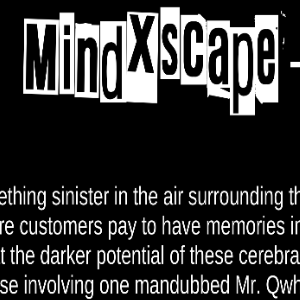 MindXscape –
ething sinister in the air surrounding th
re customers pay to have memories in
t the darker potential of these cerebra
se involving one mandubbed Mr. Qwh